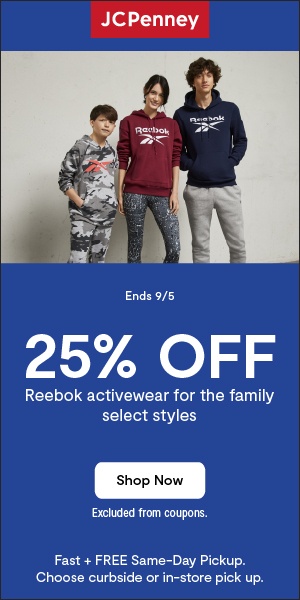 JCPenney
Reebok
Reebok
Reebok
Ends 9/5
25% OFF
Reebok activewear for the family
select styles
Shop Now
Excluded from coupons.
Fast + FREE Same-Day Pickup.
Choose curbside or in-store pick up.